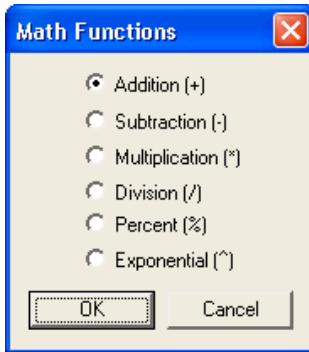 Math Functions
Addition (+)
Subtraction (-)
Multiplication (*)
Division (/)
Percent (%)
Exponential (^)
OK Cancel